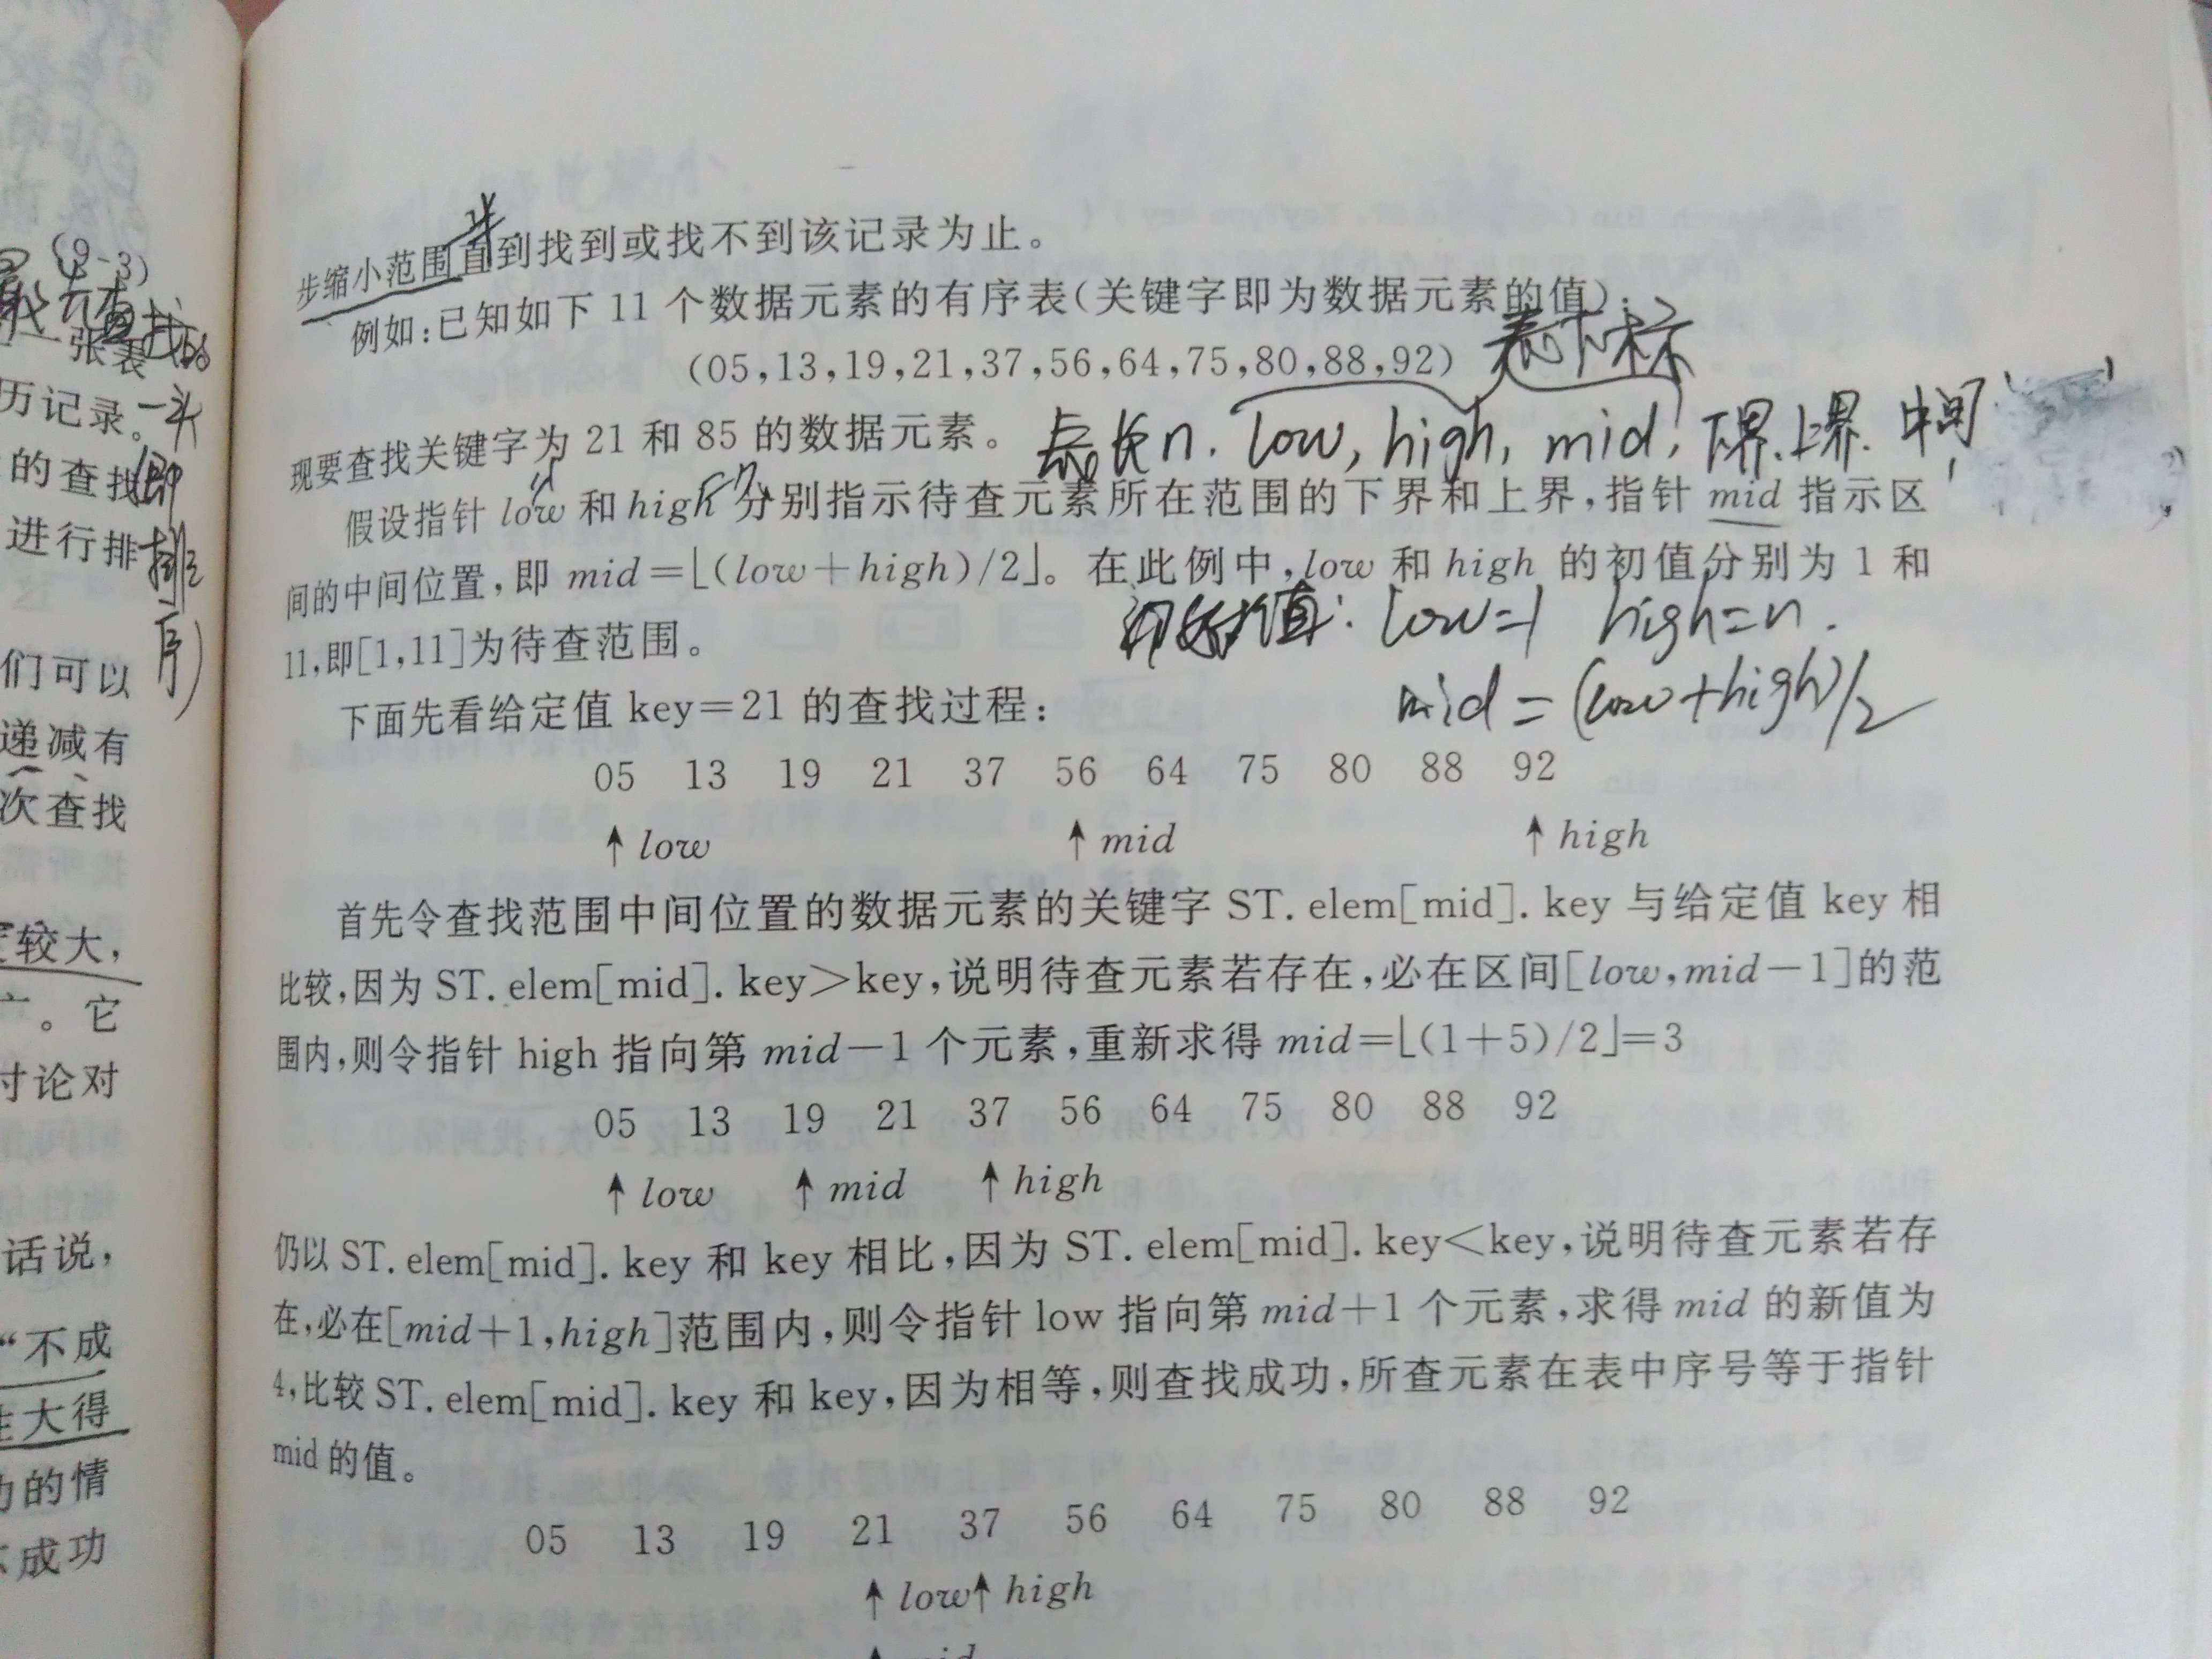 (9-3)
张表
历记录。一头
的查找(即
进行排排
序)
们可以
递减有
次查找
度较大,
。它
讨论对
话说,
“不成
性大得
功的情
不成功
步缩小范围直到找到或找不到该记录为止。
例如:已知如下 11 个数据元素的有序表(关键字即为数据元素的值):
表下标
(05,13,19,21,37,56,64,75,80,88,92)
现要查找关键字为 21 和 85 的数据元素。
表长n. low, high, mid: 下界.上界. 中间
假设指针 low 和 high 分别指示待查元素所在范围的下界和上界,指针 mid 指示区
间的中间位置,即 mid=⌊(low+high)/2⌋。在此例中,low 和 high 的初值分别为 1 和
11,即[1,11]为待查范围。
初始值: low=1 high=n.
mid = (low+high)/2
下面先看给定值 key=21 的查找过程:
05 13 19 21 37 56 64 75 80 88 92
↑ low ↑ mid ↑ high
首先令查找范围中间位置的数据元素的关键字 ST. elem[mid]. key 与给定值 key 相
比较,因为 ST. elem[mid]. key>key,说明待查元素若存在,必在区间[low,mid-1]的范
围内,则令指针 high 指向第 mid-1 个元素,重新求得 mid=⌊(1+5)/2⌋=3
05 13 19 21 37 56 64 75 80 88 92
↑ low ↑ mid ↑ high
仍以 ST. elem[mid]. key 和 key 相比,因为 ST. elem[mid]. key<key,说明待查元素若存
在,必在[mid+1,high]范围内,则令指针 low 指向第 mid+1 个元素,求得 mid 的新值为
4,比较 ST. elem[mid]. key 和 key,因为相等,则查找成功,所查元素在表中序号等于指针
mid 的值。
05 13 19 21 37 56 64 75 80 88 92
↑ low ↑ high
↑ mid